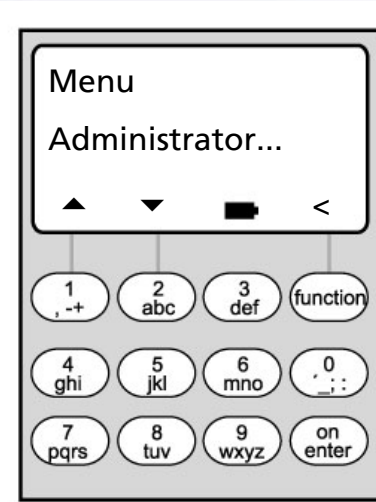 Menu
Administrator...
<
1 2 3 function
, -+ abc def
4 5 6 0
ghi jkl mno ´_; :
7 8 9 on
pqrs tuv wxyz enter